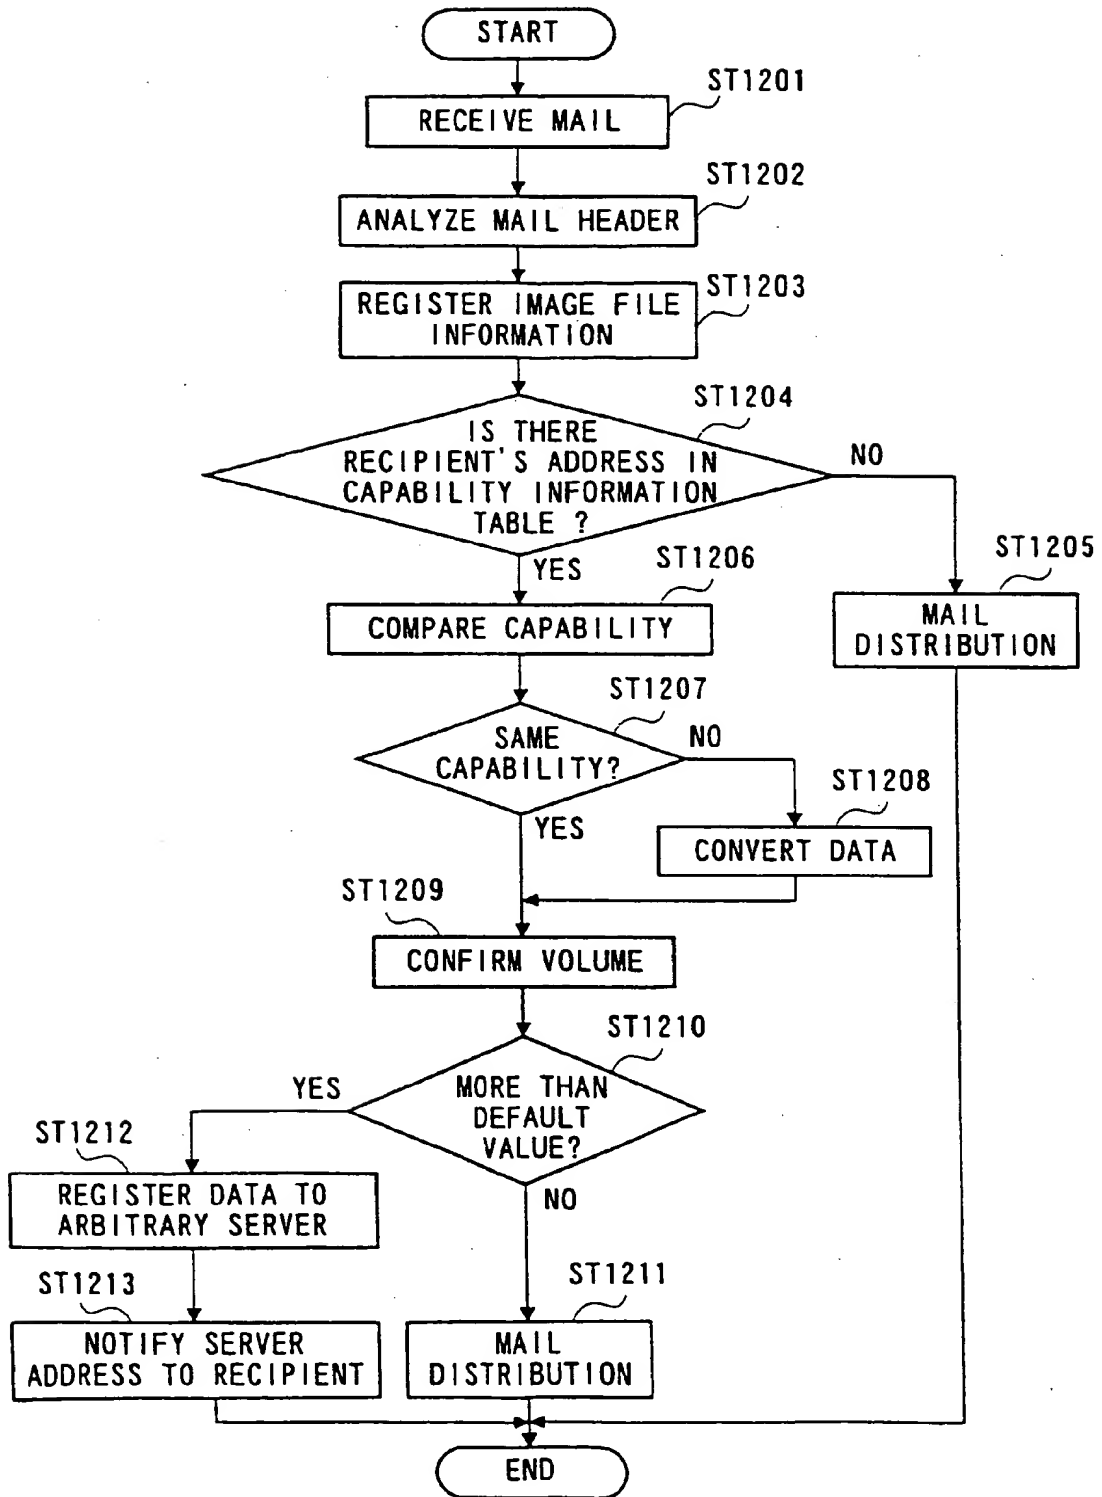 START
ST1201
RECEIVE MAIL
ST1202
ANALYZE MAIL HEADER
ST1203
REGISTER IMAGE FILE
INFORMATION
ST1204
IS THERE
RECIPIENT'S ADDRESS IN
CAPABILITY INFORMATION
TABLE ?
NO
YES
ST1205
MAIL
DISTRIBUTION
ST1206
COMPARE CAPABILITY
ST1207
SAME
CAPABILITY?
NO
YES
ST1208
CONVERT DATA
ST1209
CONFIRM VOLUME
ST1210
MORE THAN
DEFAULT
VALUE?
YES
NO
ST1212
REGISTER DATA TO
ARBITRARY SERVER
ST1213
NOTIFY SERVER
ADDRESS TO RECIPIENT
ST1211
MAIL
DISTRIBUTION
END